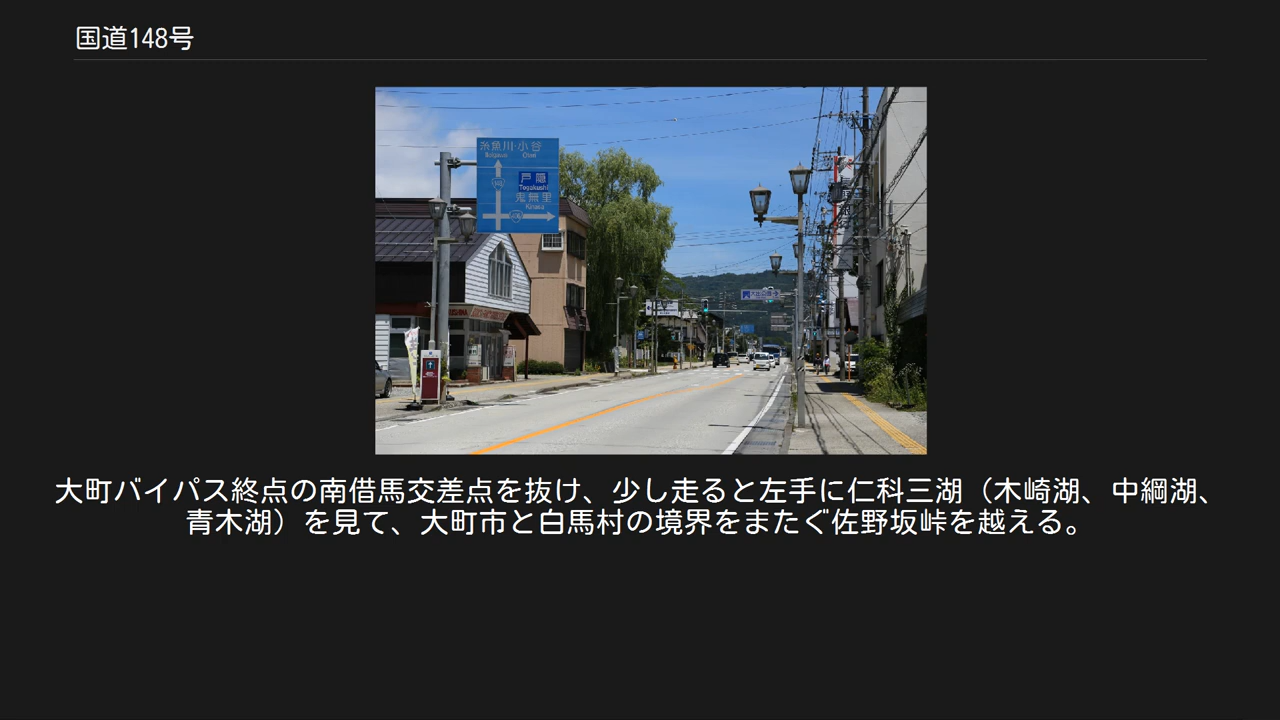 国道148号
糸魚川・小谷
Itoigawa Otari
戸隠
Togakushi
鬼無里
Kinasa
148
406
大町バイパス終点の南借馬交差点を抜け、少し走ると左手に仁科三湖（木崎湖、中綱湖、
青木湖）を見て、大町市と白馬村の境界をまたぐ佐野坂峠を越える。